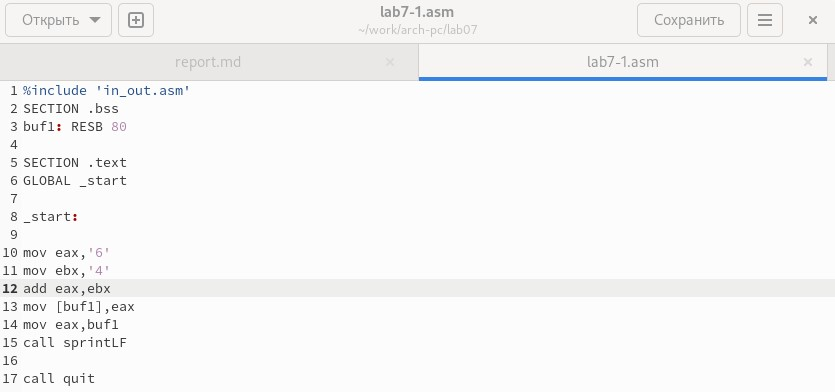 Открыть
lab7-1.asm
~/work/arch-pc/lab07
Сохранить
report.md
lab7-1.asm
1 %include 'in_out.asm'
2 SECTION .bss
3 buf1: RESB 80
4
5 SECTION .text
6 GLOBAL _start
7
8 _start:
9
10 mov eax,'6'
11 mov ebx,'4'
12 add eax,ebx
13 mov [buf1],eax
14 mov eax,buf1
15 call sprintLF
16
17 call quit